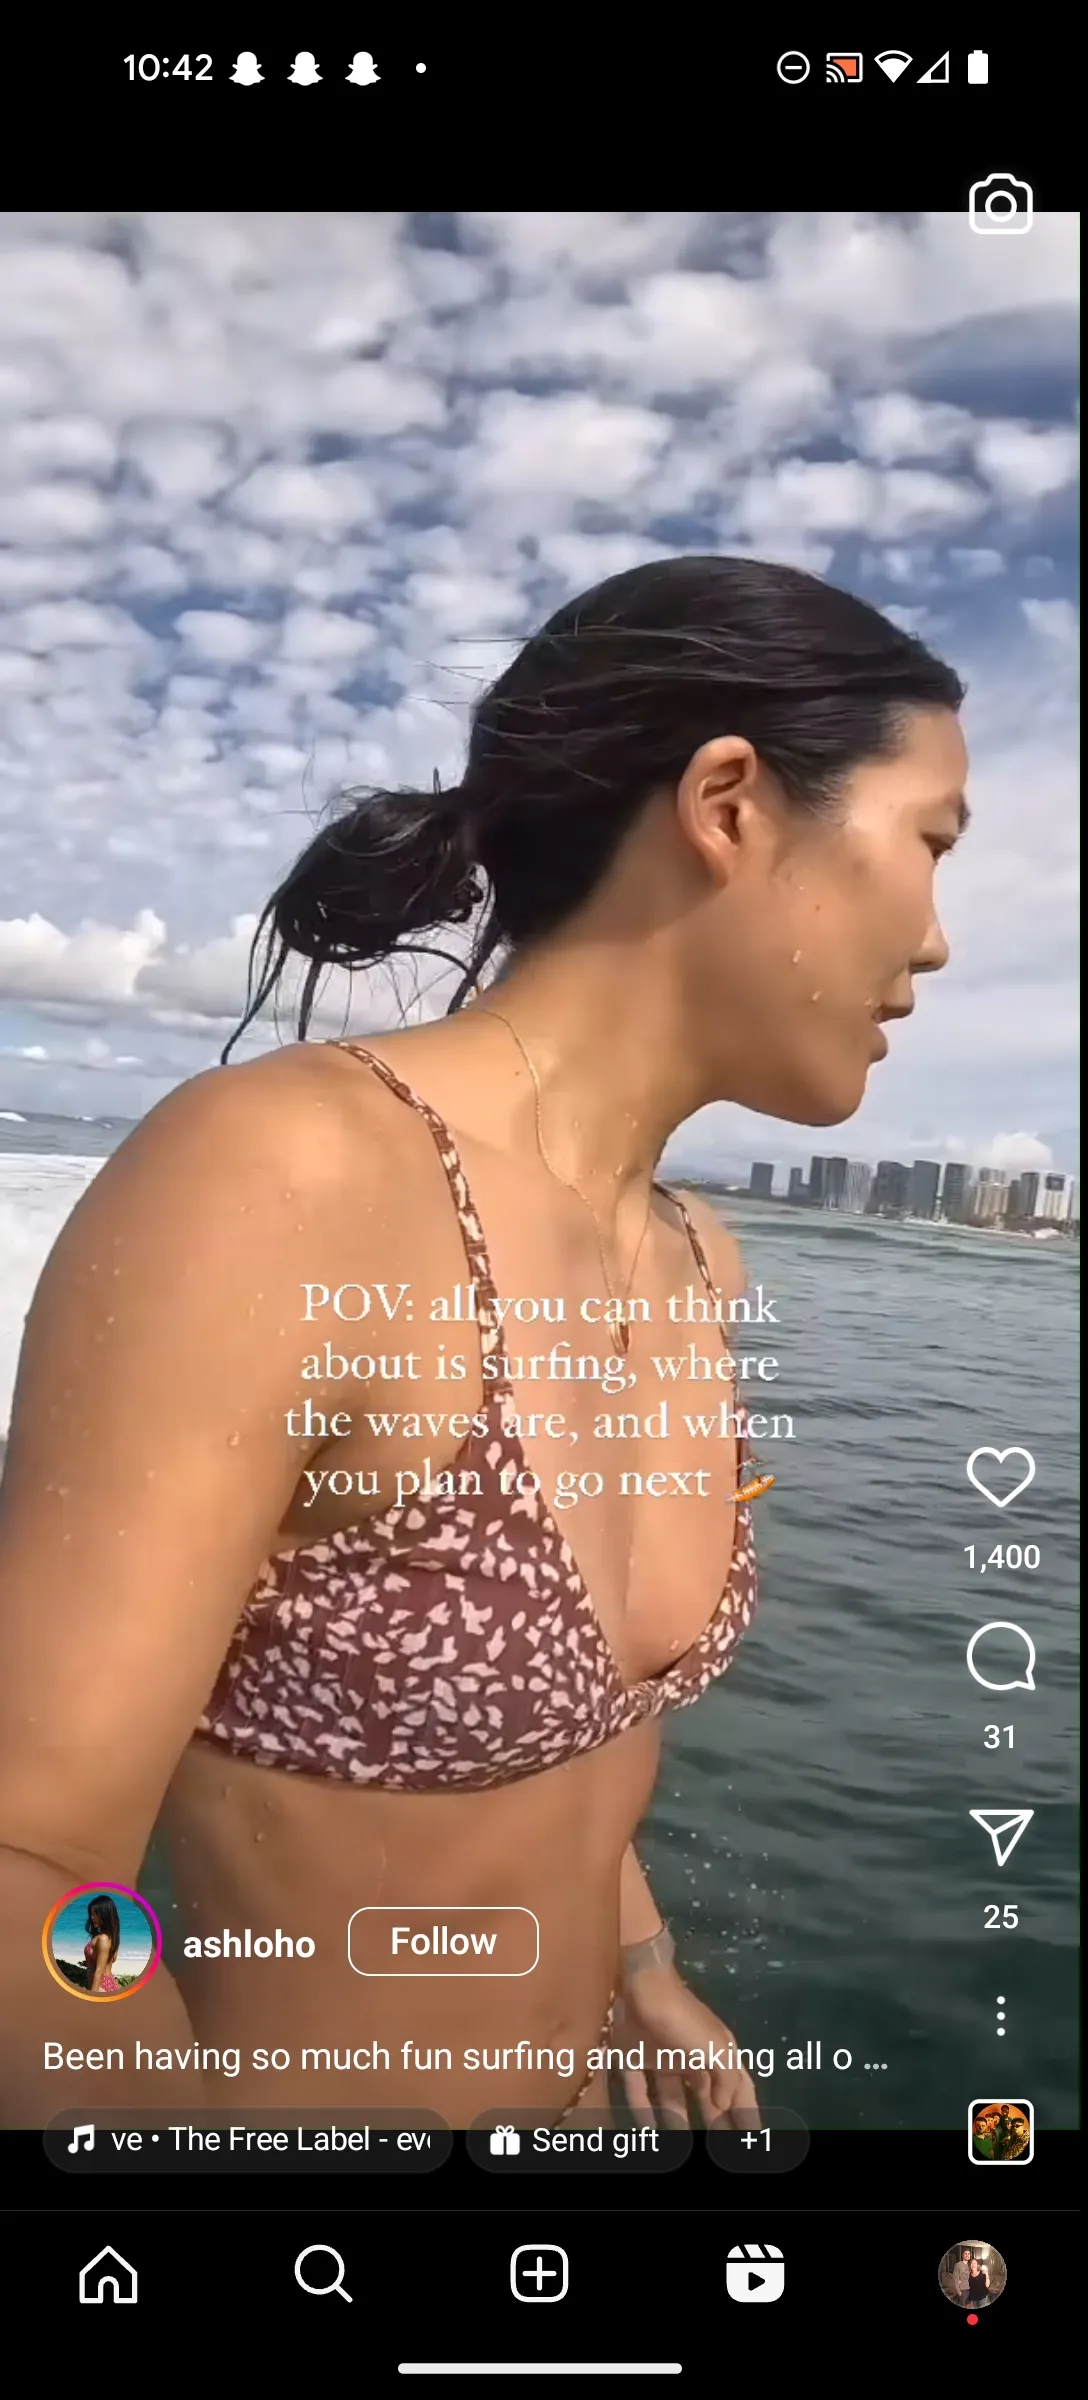 10:42
POV: all you can think
about is surfing, where
the waves are, and when
you plan to go next
1,400
31
25
ashloho
Follow
Been having so much fun surfing and making all o ...
ve • The Free Label - eve
Send gift
+1